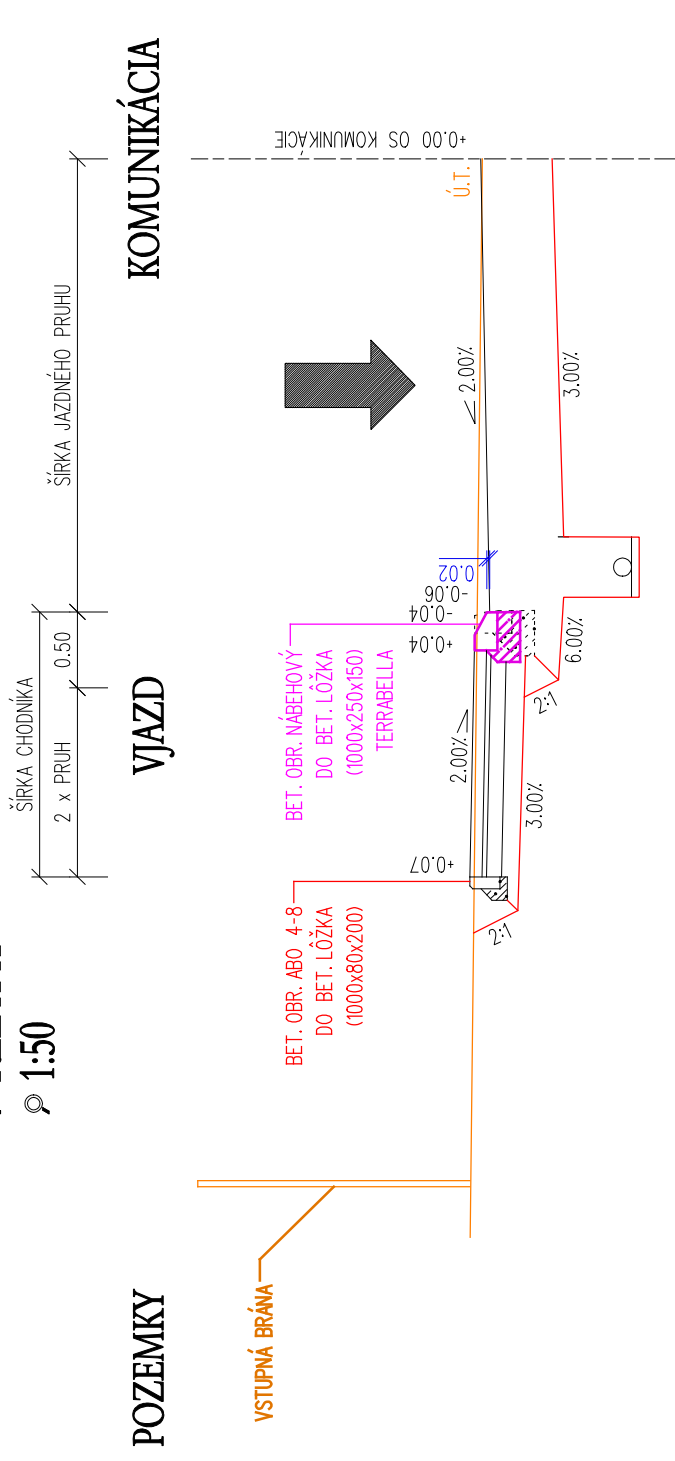 1:50
ŠÍRKA CHODNÍKA
2 x PRUH
0.50
ŠÍRKA JAZDNÉHO PRUHU
POZEMKY
VJAZD
KOMUNIKÁCIA
VSTUPNÁ BRÁNA
BET. OBR. ABO 4-8
DO BET. LÔŽKA
(1000x80x200)
BET. OBR. NÁBEHOVÝ
DO BET. LÔŽKA
(1000x250x150)
TERRABELLA
+0.00 OS KOMUNIKÁCIE
Ú.T.
+0.07
+0.04
-0.04
-0.06
0.02
2.00%
2.00%
2:1
3.00%
2:1
6.00%
3.00%